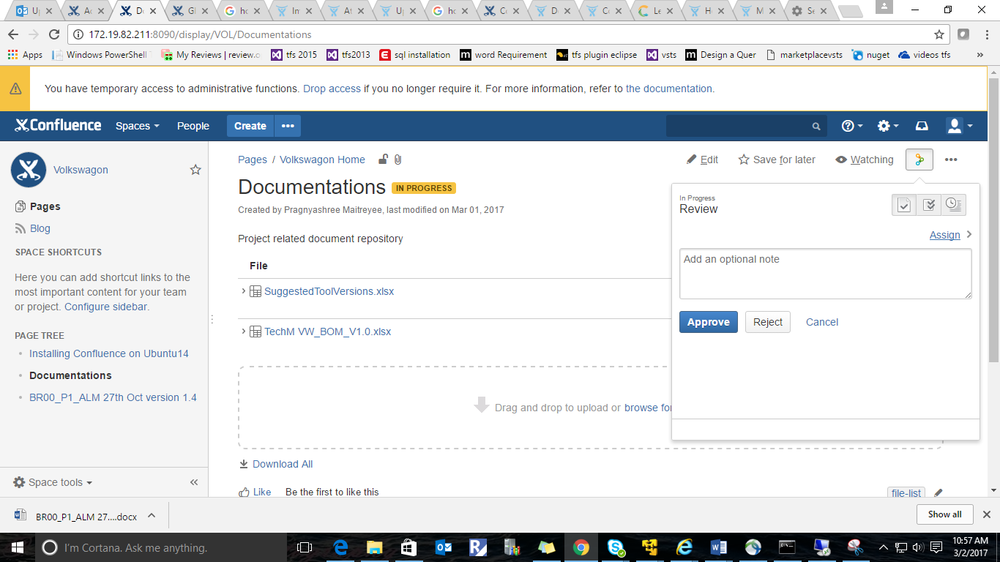 Up
Ac
De
Gl
ho
In
At
Up
ho
Co
D
Co
Le
H
M
Se
172.19.82.211:8090/display/VOL/Documentations
Apps
Windows PowerShell
My Reviews | review.o
tfs 2015
tfs2013
sql installation
word Requirement
tfs plugin eclipse
vsts
Design a Quer
marketplacevsts
nuget
videos tfs
»
You have temporary access to administrative functions. Drop access if you no longer require it. For more information, refer to the documentation.
Confluence
Spaces
People
Create
•••
Volkswagon
Pages
Blog
SPACE SHORTCUTS
Here you can add shortcut links to the
most important content for your team
or project. Configure sidebar.
PAGE TREE
• Installing Confluence on Ubuntu14
• Documentations
• BR00_P1_ALM 27th Oct version 1.4
Space tools
«
Pages / Volkswagon Home
Edit
Save for later
Watching
•••
Documentations IN PROGRESS
Created by Pragnyashree Maitreyee, last modified on Mar 01, 2017
Project related document repository
File
SuggestedToolVersions.xlsx
TechM VW_BOM_V1.0.xlsx
Drag and drop to upload or browse for
Download All
Like
Be the first to like this
file-list
In Progress
Review
Assign
Add an optional note
Approve
Reject
Cancel
BR00_P1_ALM 27....docx
Show all
I'm Cortana. Ask me anything.
10:57 AM
3/2/2017